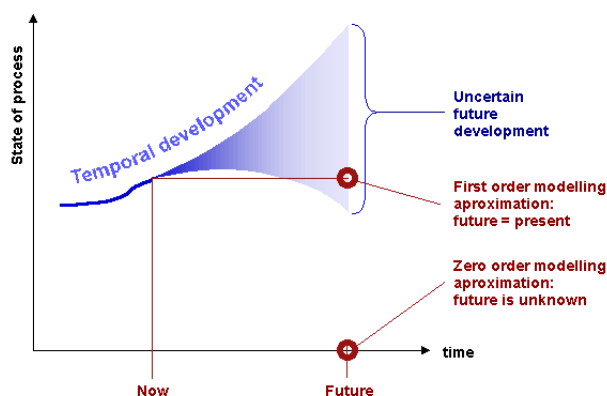 State of process
Temporal development
Uncertain
future
development
First order modelling
aproximation:
future = present
Zero order modelling
aproximation:
future is unknown
time
Now
Future